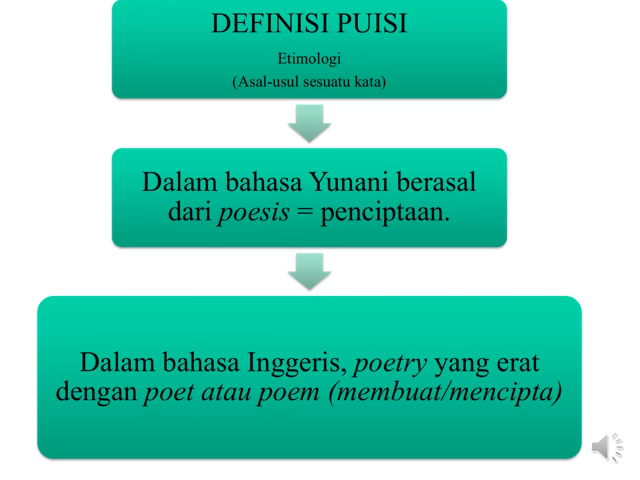 DEFINISI PUISI
Etimologi
(Asal-usul sesuatu kata)
Dalam bahasa Yunani berasal
dari poesis = penciptaan.
Dalam bahasa Inggeris, poetry yang erat
dengan poet atau poem (membuat/mencipta)